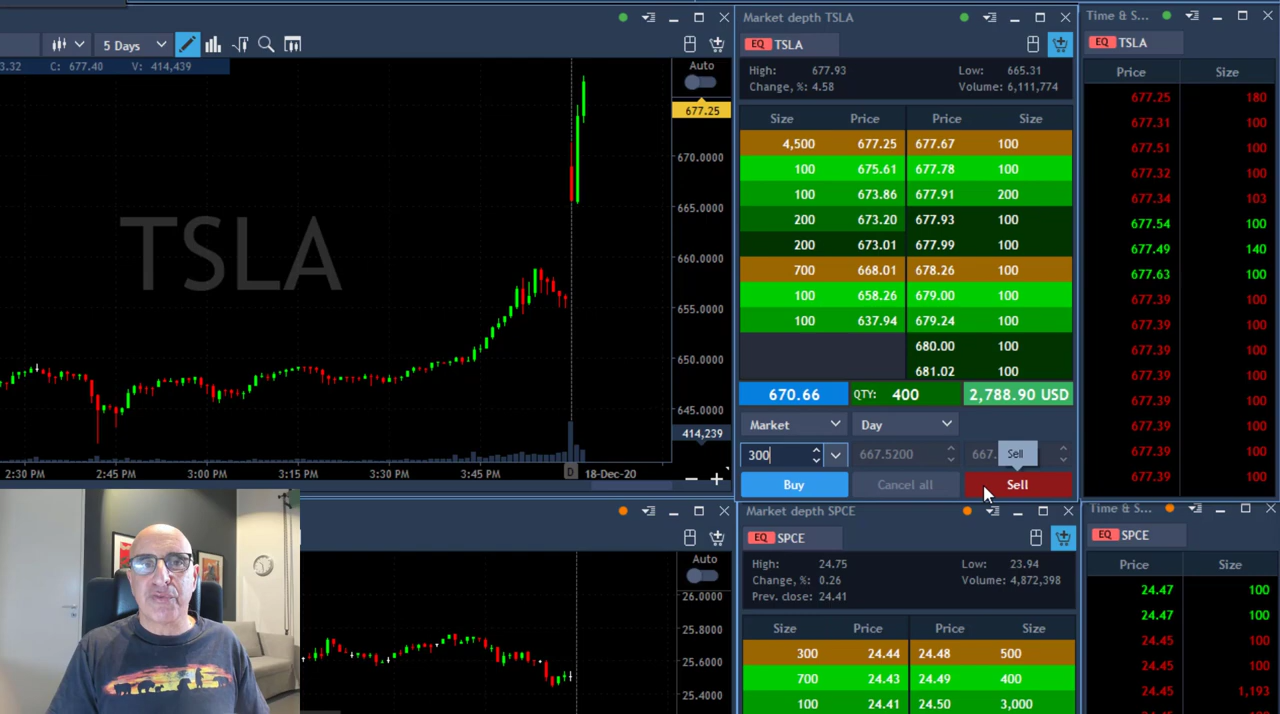 5 Days
3.32 C: 677.40 V: 414,439
Auto
677.25
670.0000
665.0000
660.0000
655.0000
650.0000
645.0000
414,239
TSLA
2:30 PM 2:45 PM 3:00 PM 3:15 PM 3:30 PM 3:45 PM D 18-Dec-20
Market depth TSLA
EQ TSLA
High: 677.93 Low: 665.31
Change, %: 4.58 Volume: 6,111,774
Size Price Price Size
4,500 677.25 677.67 100
100 675.61 677.78 100
100 673.86 677.91 200
200 673.20 677.93 100
200 673.01 677.99 100
700 668.01 678.26 100
100 658.26 679.00 100
100 637.94 679.24 100
680.00 100
681.02 100
670.66 QTY: 400 2,788.90 USD
Market Day
300 667.5200 667. Sell
Buy Cancel all Sell
Time & S...
EQ TSLA
Price Size
677.25 180
677.31 100
677.51 100
677.32 100
677.34 103
677.54 100
677.49 140
677.63 100
677.39 100
677.39 100
677.39 100
677.39 100
677.39 100
677.39 100
677.39 100
677.39 100
Auto
26.0000
25.8000
25.6000
25.4000
Market depth SPCE
EQ SPCE
High: 24.75 Low: 23.94
Change, %: 0.26 Volume: 4,872,398
Prev. close: 24.41
Size Price Price Size
300 24.44 24.48 500
700 24.43 24.49 400
100 24.41 24.50 3,000
Time & S...
EQ SPCE
Price Size
24.47 100
24.47 100
24.45 100
24.45 100
24.45 1,193